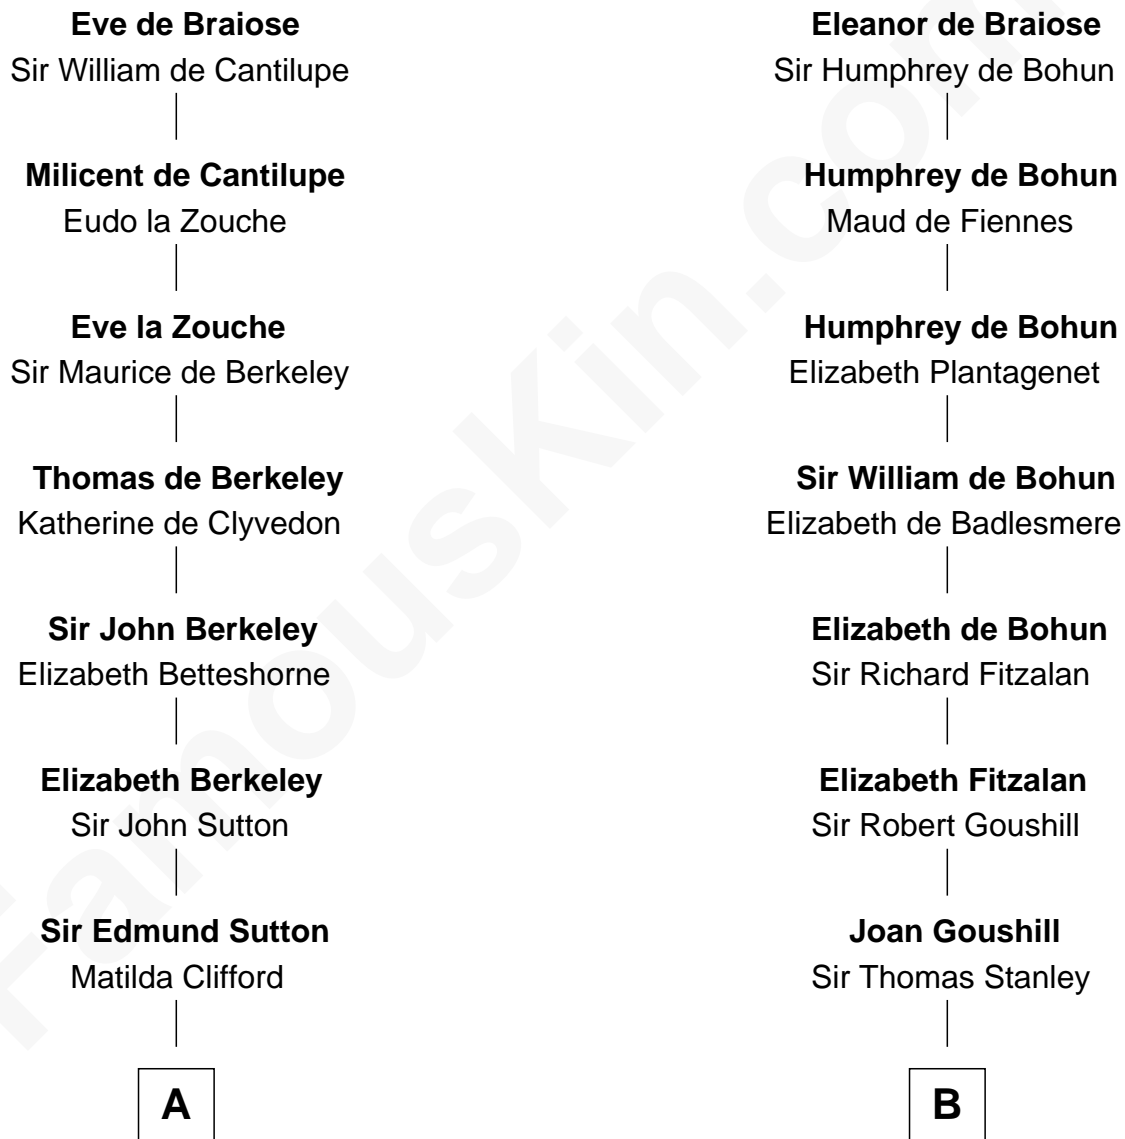 Eve de Braiose
Sir William de Cantilupe
Milicent de Cantilupe
Eudo la Zouche
Eve la Zouche
Sir Maurice de Berkeley
Thomas de Berkeley
Katherine de Clyvedon
Sir John Berkeley
Elizabeth Betteshorne
Elizabeth Berkeley
Sir John Sutton
Sir Edmund Sutton
Matilda Clifford
A
Eleanor de Braiose
Sir Humphrey de Bohun
Humphrey de Bohun
Maud de Fiennes
Humphrey de Bohun
Elizabeth Plantagenet
Sir William de Bohun
Elizabeth de Badlesmere
Elizabeth de Bohun
Sir Richard Fitzalan
Elizabeth Fitzalan
Sir Robert Goushill
Joan Goushill
Sir Thomas Stanley
B
FamousKin.com